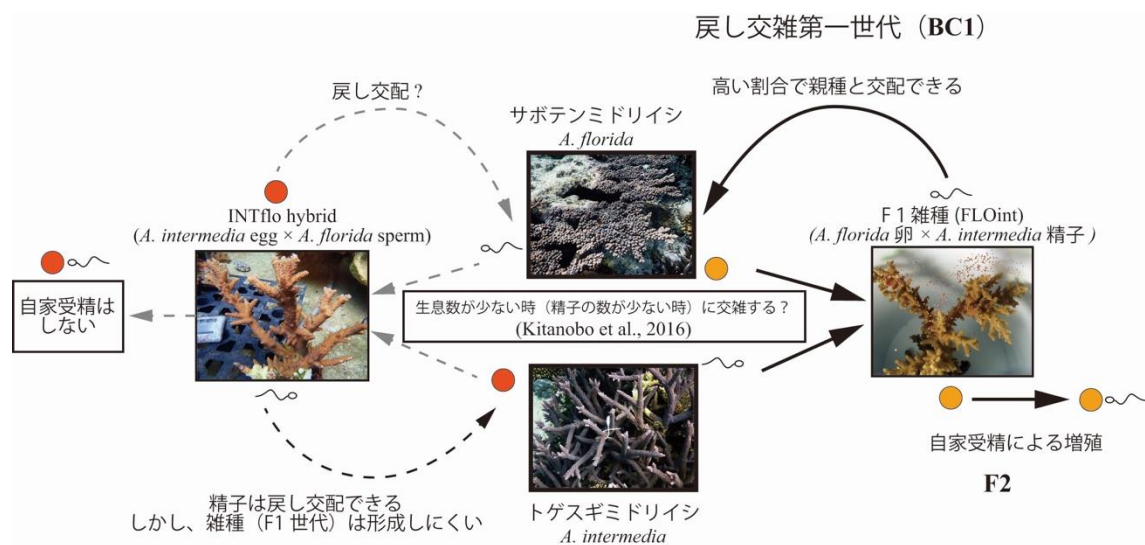 戻し交雑第一世代（BC1）
戻し交配？
高い割合で親種と交配できる
サボテンミドリイシ
A. florida
INTflo hybrid
(A. intermedia egg × A. florida sperm)
F１雑種 (FLOint)
(A. florida 卵 × A. intermedia 精子 )
自家受精は
しない
生息数が少ない時（精子の数が少ない時）に交雑する？
(Kitanobo et al., 2016)
自家受精による増殖
F2
精子は戻し交配できる
しかし、雑種（F1 世代）は形成しにくい
トゲスギミドリイシ
A. intermedia